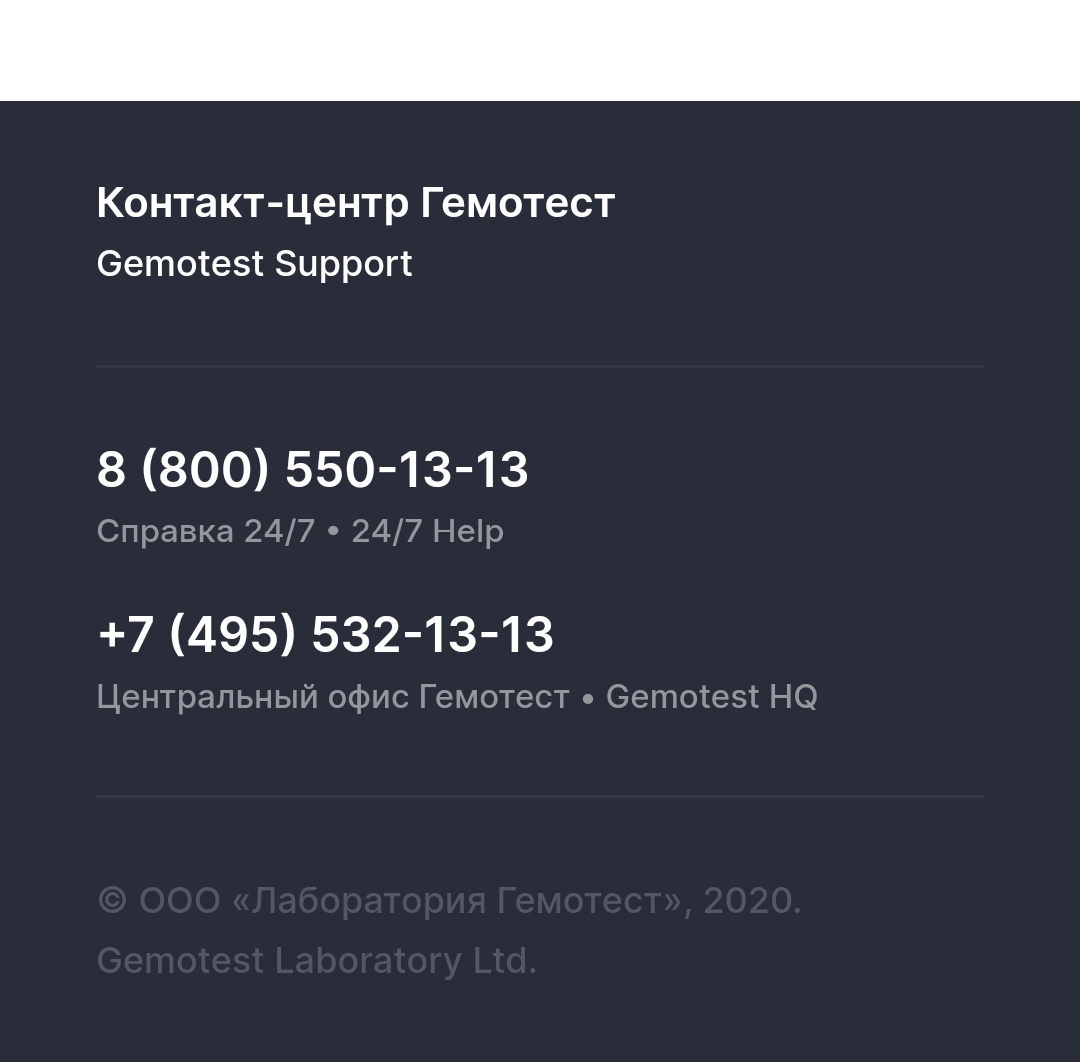 Контакт-центр Гемотест
Gemotest Support
8 (800) 550-13-13
Справка 24/7 • 24/7 Help
+7 (495) 532-13-13
Центральный офис Гемотест • Gemotest HQ
© ООО «Лаборатория Гемотест», 2020.
Gemotest Laboratory Ltd.